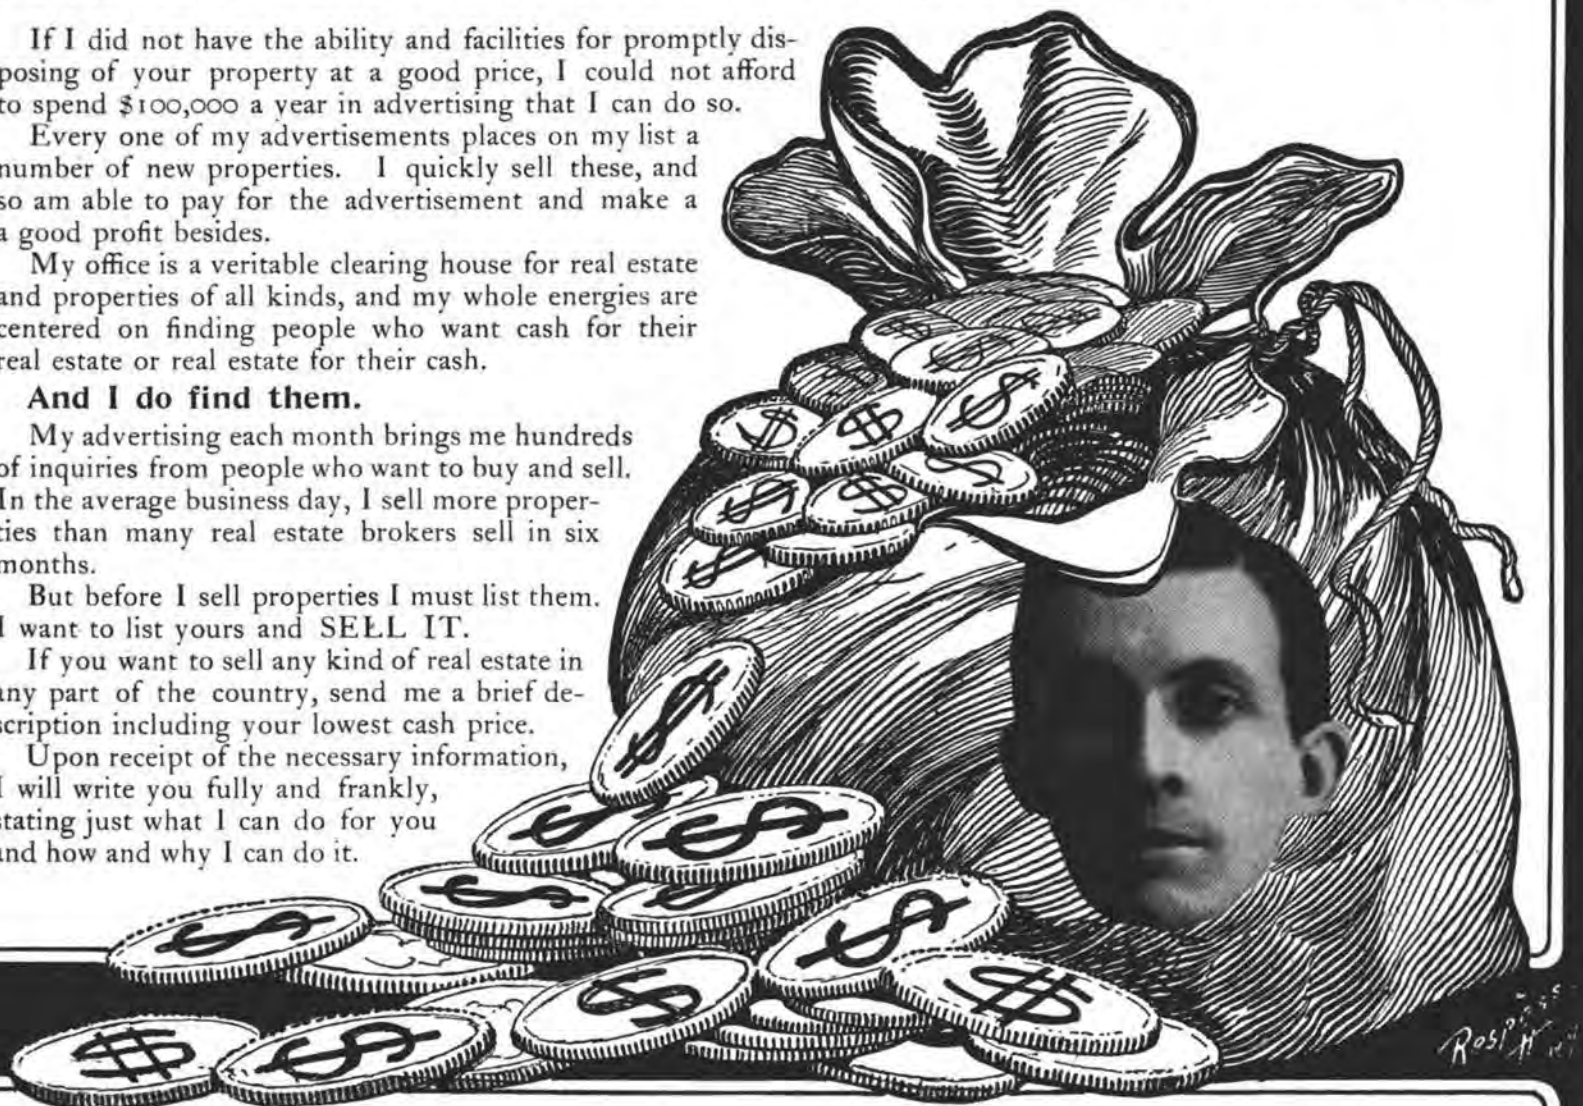 If I did not have the ability and facilities for promptly dis-
posing of your property at a good price, I could not afford
to spend $100,000 a year in advertising that I can do so.
Every one of my advertisements places on my list a
number of new properties. I quickly sell these, and
so am able to pay for the advertisement and make a
a good profit besides.
My office is a veritable clearing house for real estate
and properties of all kinds, and my whole energies are
centered on finding people who want cash for their
real estate or real estate for their cash.
And I do find them.
My advertising each month brings me hundreds
of inquiries from people who want to buy and sell.
In the average business day, I sell more proper-
ties than many real estate brokers sell in six
months.
But before I sell properties I must list them.
I want to list yours and SELL IT.
If you want to sell any kind of real estate in
any part of the country, send me a brief de-
scription including your lowest cash price.
Upon receipt of the necessary information,
I will write you fully and frankly,
stating just what I can do for you
and how and why I can do it.